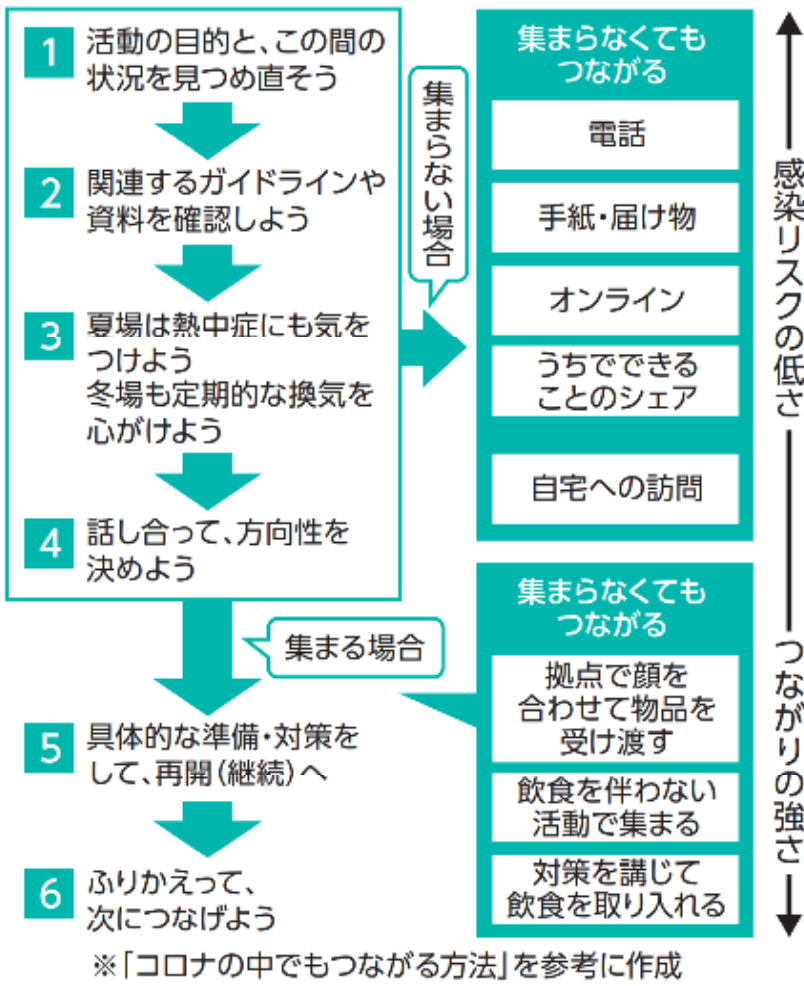 1 活動の目的と、この間の
状況を見つめ直そう
2 関連するガイドラインや
資料を確認しよう
3 夏場は熱中症にも気を
つけよう
冬場も定期的な換気を
心がけよう
4 話し合って、方向性を
決めよう
集まらない場合
集まる場合
5 具体的な準備・対策を
して、再開(継続)へ
6 ふりかえって、
次につなげよう
集まらなくても
つながる
電話
手紙・届け物
オンライン
うちでできる
ことのシェア
自宅への訪問
集まらなくても
つながる
拠点で顔を
合わせて物品を
受け渡す
飲食を伴わない
活動で集まる
対策を講じて
飲食を取り入れる
感染リスクの低さ
つながりの強さ
※「コロナの中でもつながる方法」を参考に作成